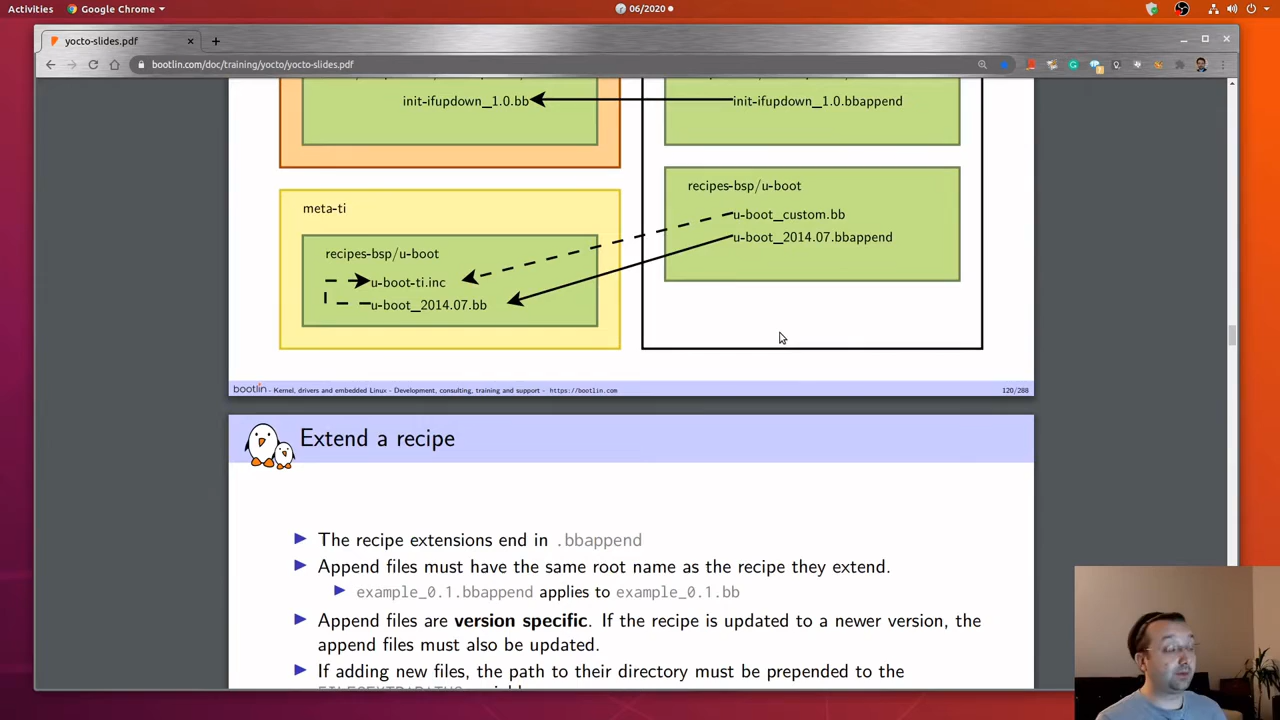 Activities
Google Chrome
06/2020
yocto-slides.pdf
bootlin.com/doc/training/yocto/yocto-slides.pdf
init-ifupdown_1.0.bb
init-ifupdown_1.0.bbappend
recipes-bsp/u-boot
u-boot_custom.bb
u-boot_2014.07.bbappend
meta-ti
recipes-bsp/u-boot
u-boot-ti.inc
u-boot_2014.07.bb
bootlin - Kernel, drivers and embedded Linux - Development, consulting, training and support - https://bootlin.com
120/288
Extend a recipe
The recipe extensions end in .bbappend
Append files must have the same root name as the recipe they extend.
example_0.1.bbappend applies to example_0.1.bb
Append files are version specific. If the recipe is updated to a newer version, the
append files must also be updated.
If adding new files, the path to their directory must be prepended to the